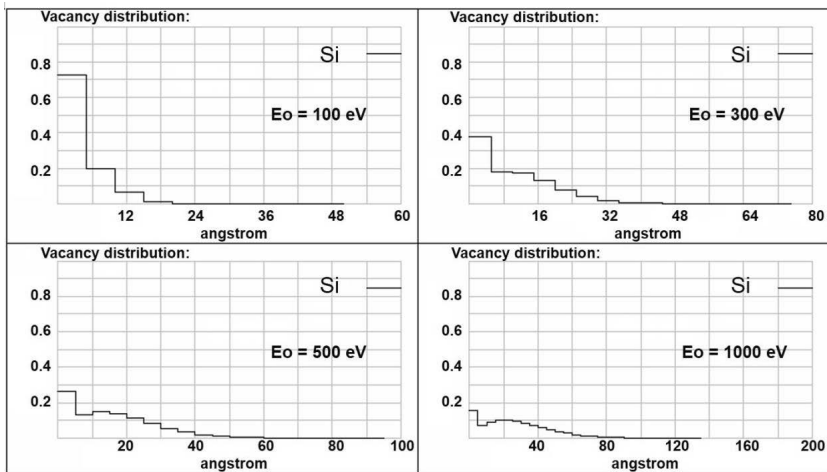 Vacancy distribution:
Si
0.8
0.6
Eo = 100 eV
0.4
0.2
12 24 36 48 60
angstrom
Vacancy distribution:
Si
0.8
0.6
Eo = 300 eV
0.4
0.2
16 32 48 64 80
angstrom
Vacancy distribution:
Si
0.8
0.6
Eo = 500 eV
0.4
0.2
20 40 60 80 100
angstrom
Vacancy distribution:
Si
0.8
0.6
Eo = 1000 eV
0.4
0.2
40 80 120 160 200
angstrom